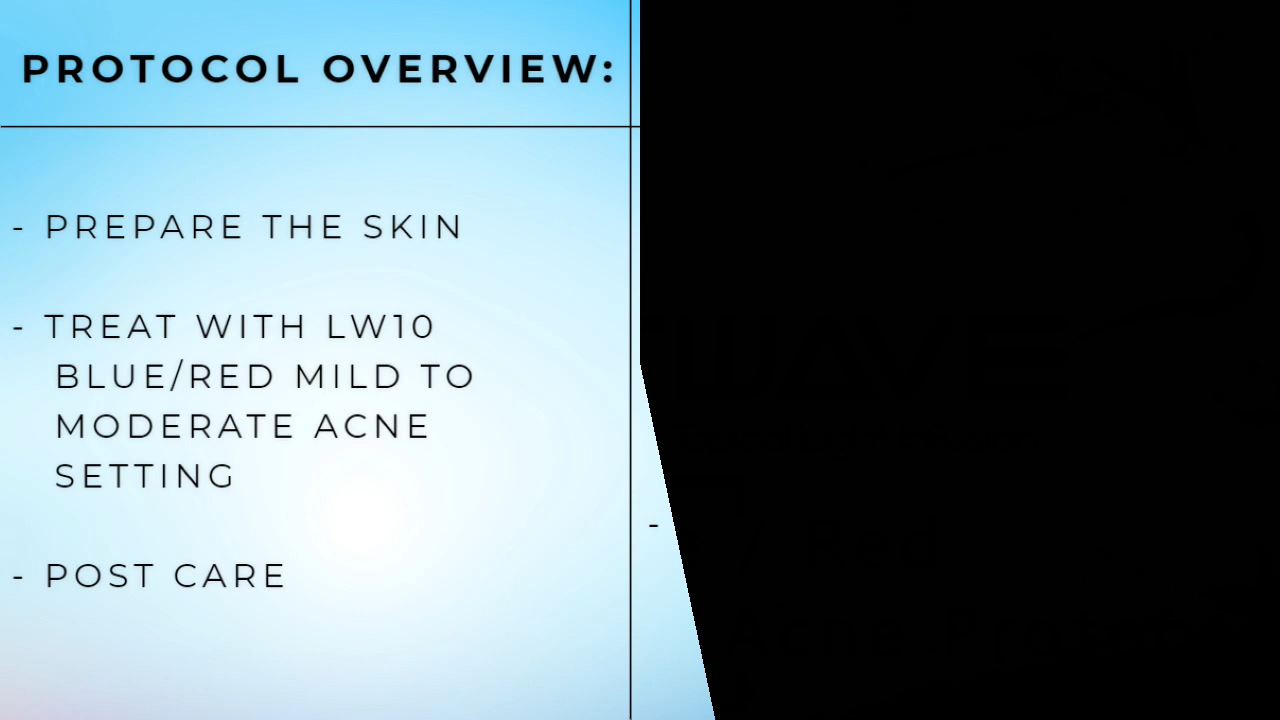 PROTOCOL OVERVIEW:
- PREPARE THE SKIN
- TREAT WITH LW10
BLUE/RED MILD TO
MODERATE ACNE
SETTING
- POST CARE
-